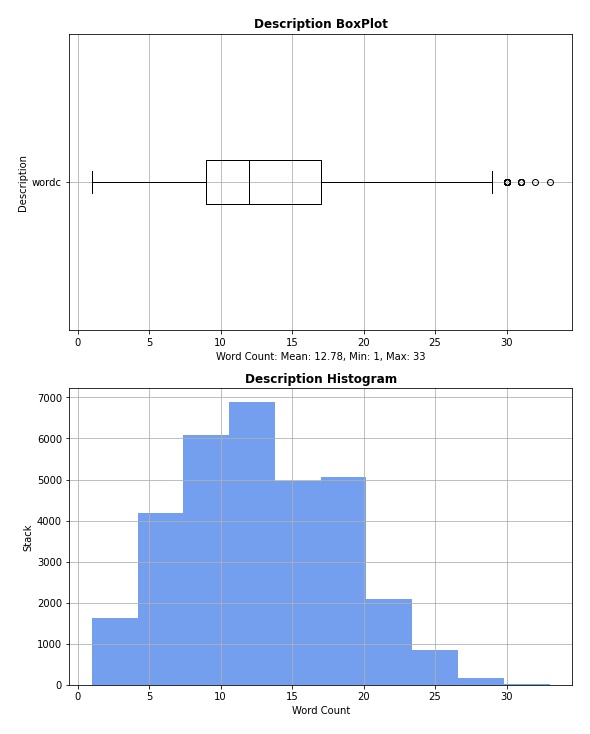 Description BoxPlot
Description
wordc
0 5 10 15 20 25 30
Word Count: Mean: 12.78, Min: 1, Max: 33
Description Histogram
7000
6000
5000
4000
3000
2000
1000
0
Stack
0 5 10 15 20 25 30
Word Count